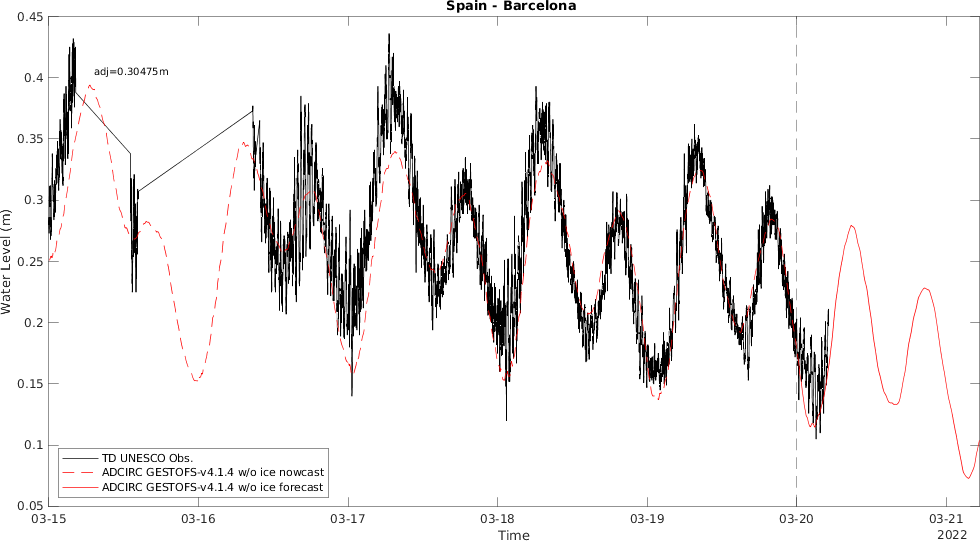 Spain - Barcelona
0.45
0.4
0.35
0.3
0.25
0.2
0.15
0.1
0.05
Water Level (m)
adj=0.30475m
TD UNESCO Obs.
ADCIRC GESTOFS-v4.1.4 w/o ice nowcast
ADCIRC GESTOFS-v4.1.4 w/o ice forecast
03-15 03-16 03-17 03-18 03-19 03-20 03-21
2022
Time